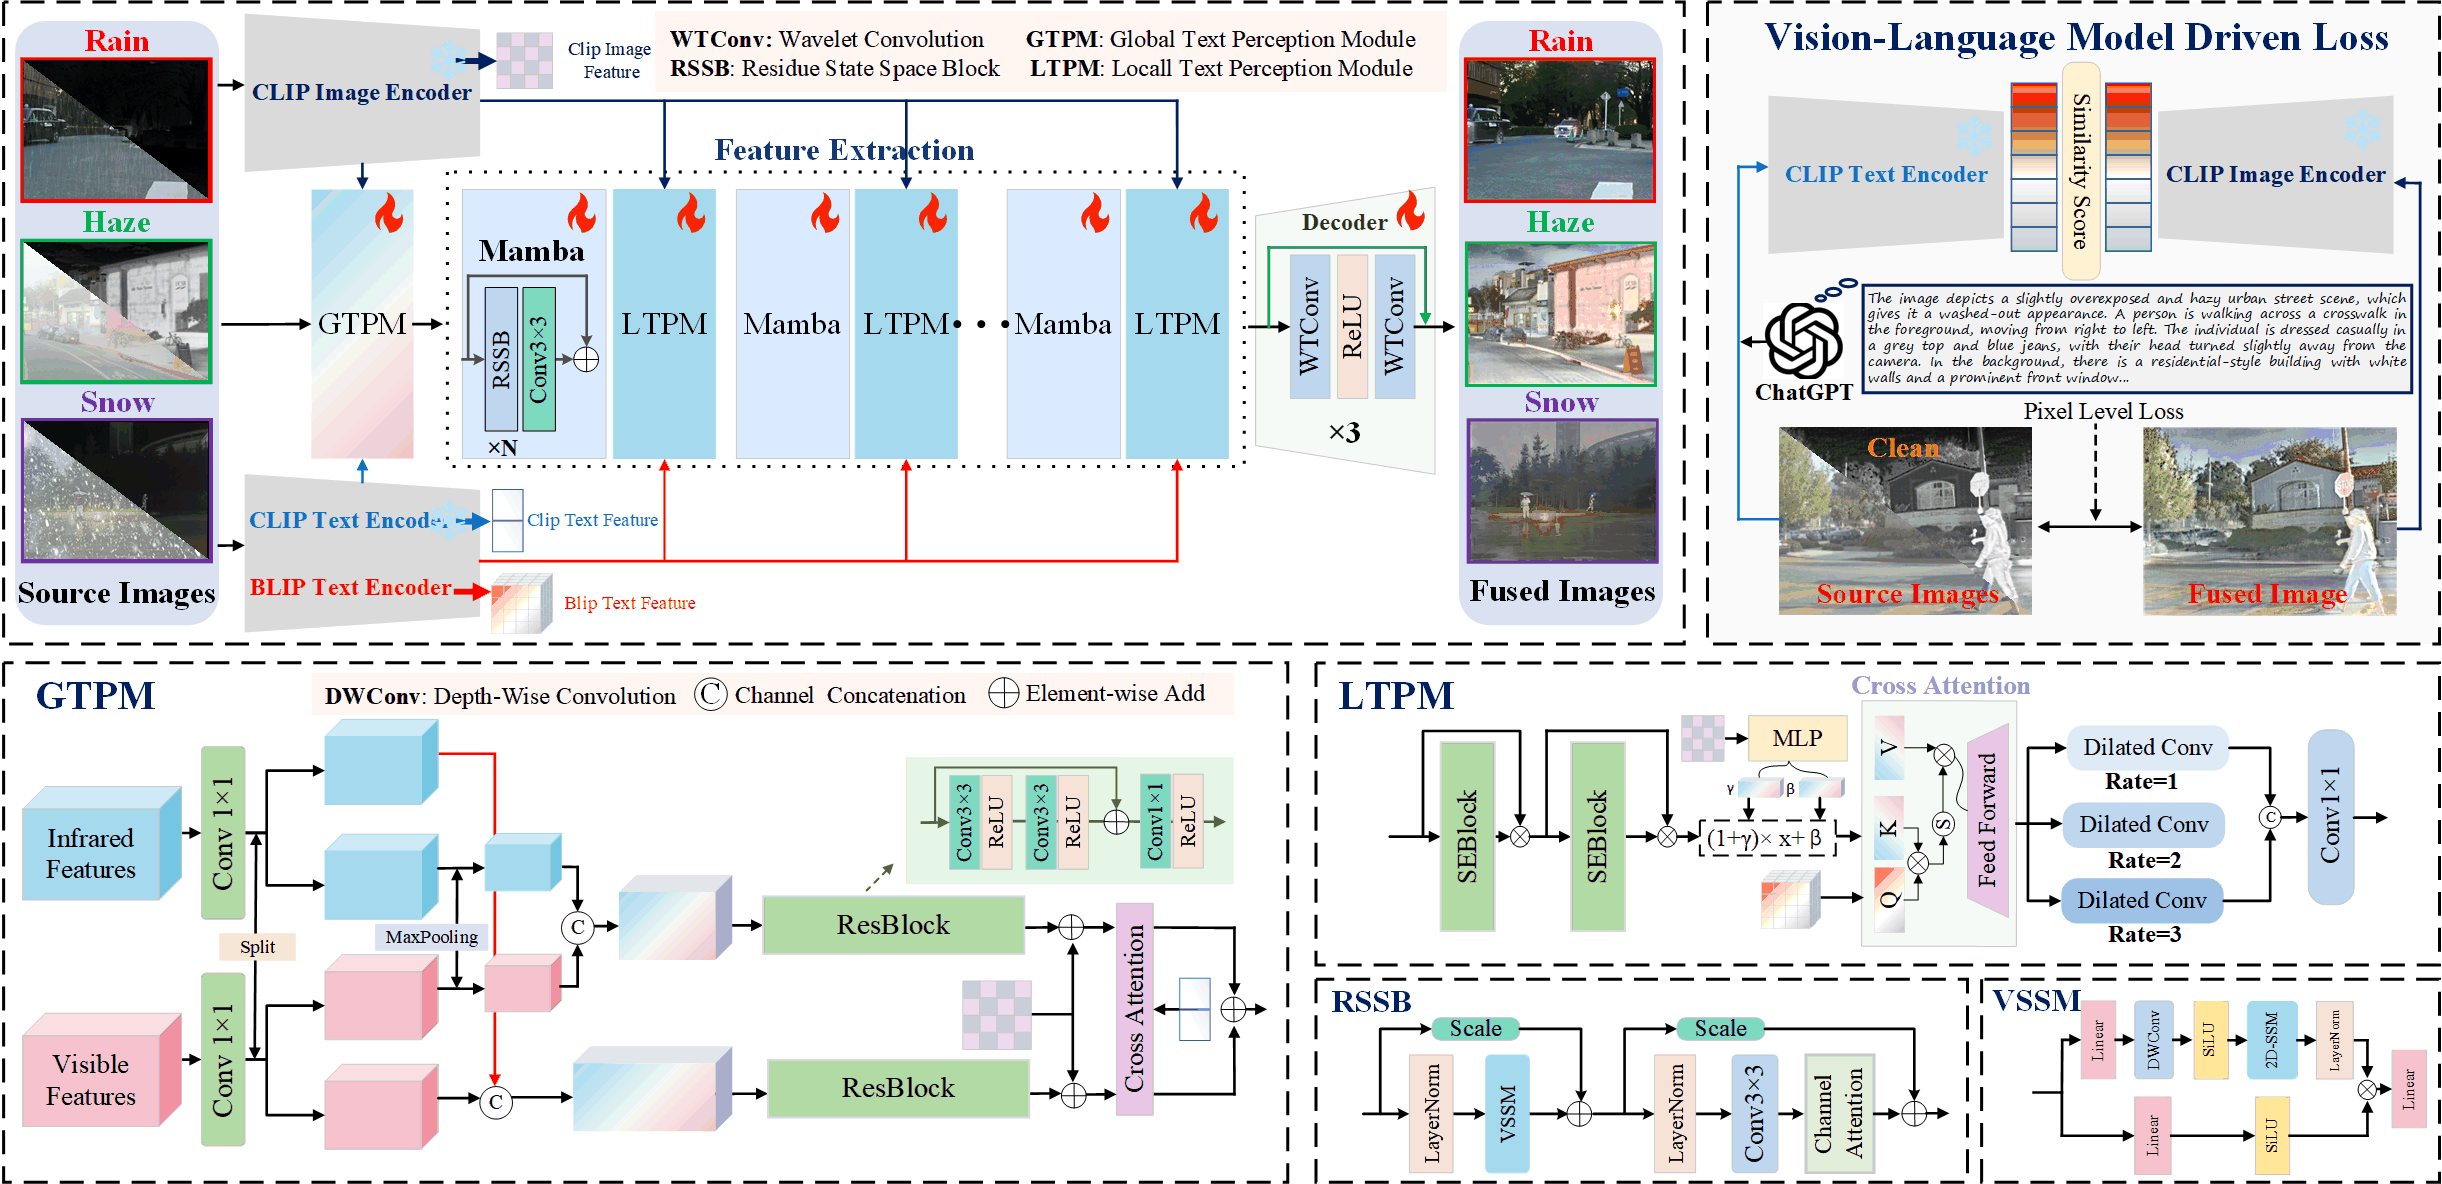 Rain
Haze
Snow
Source Images
CLIP Image Encoder
Clip Image
Feature
WTConv: Wavelet Convolution
GTPM: Global Text Perception Module
RSSB: Residue State Space Block
LTPM: Locall Text Perception Module
Feature Extraction
GTPM
Mamba
RSSB
Conv3×3
×N
LTPM
Mamba
LTPM
Mamba
LTPM
Decoder
WTConv
ReLU
WTConv
×3
CLIP Text Encoder
Clip Text Feature
BLIP Text Encoder
Blip Text Feature
Rain
Haze
Snow
Fused Images
Vision-Language Model Driven Loss
CLIP Text Encoder
Similarity Score
CLIP Image Encoder
ChatGPT
The image depicts a slightly overexposed and hazy urban street scene, which
gives it a washed-out appearance. A person is walking across a crosswalk in
the foreground, moving from right to left. The individual is dressed casually in
a grey top and blue jeans, with their head turned slightly away from the
camera. In the background, there is a residential-style building with white
walls and a prominent front window...
Pixel Level Loss
Clean
Source Images
Fused Image
GTPM
DWConv: Depth-Wise Convolution
C Channel Concatenation
Element-wise Add
Infrared
Features
Conv 1×1
Split
MaxPooling
Visible
Features
Conv 1×1
C
C
ResBlock
ResBlock
Conv3×3
ReLU
Conv3×3
ReLU
Conv1×1
ReLU
Cross Attention
LTPM
SEBlock
SEBlock
MLP
γ
β
(1+γ)× x+ β
Cross Attention
V
K
Q
S
Feed Forward
Dilated Conv
Rate=1
Dilated Conv
Rate=2
Dilated Conv
Rate=3
C
Conv1×1
RSSB
Scale
LayerNorm
VSSM
Scale
LayerNorm
Conv3×3
Channel
Attention
VSSM
Linear
DWConv
SiLU
2D-SSM
LayerNorm
Linear
SiLU
Linear